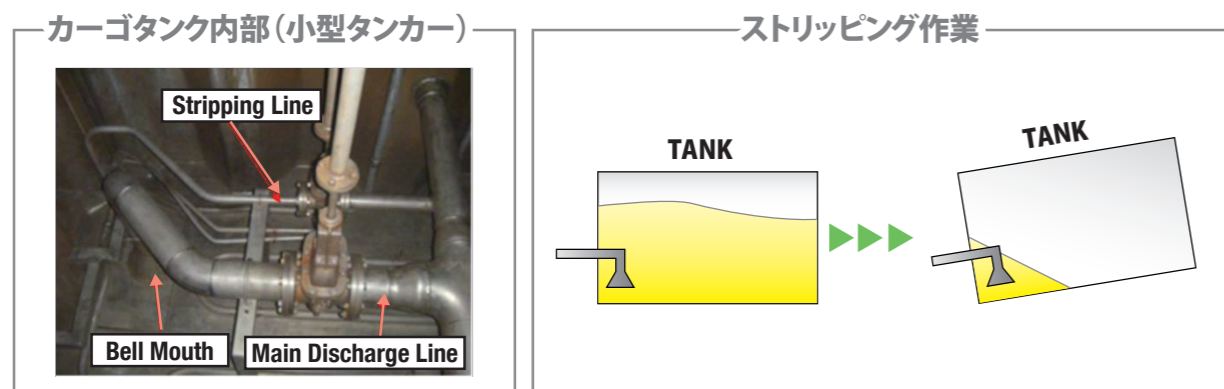 カーゴタンク内部（小型タンカー）
Stripping Line
Bell Mouth
Main Discharge Line
ストリッピング作業
TANK
TANK